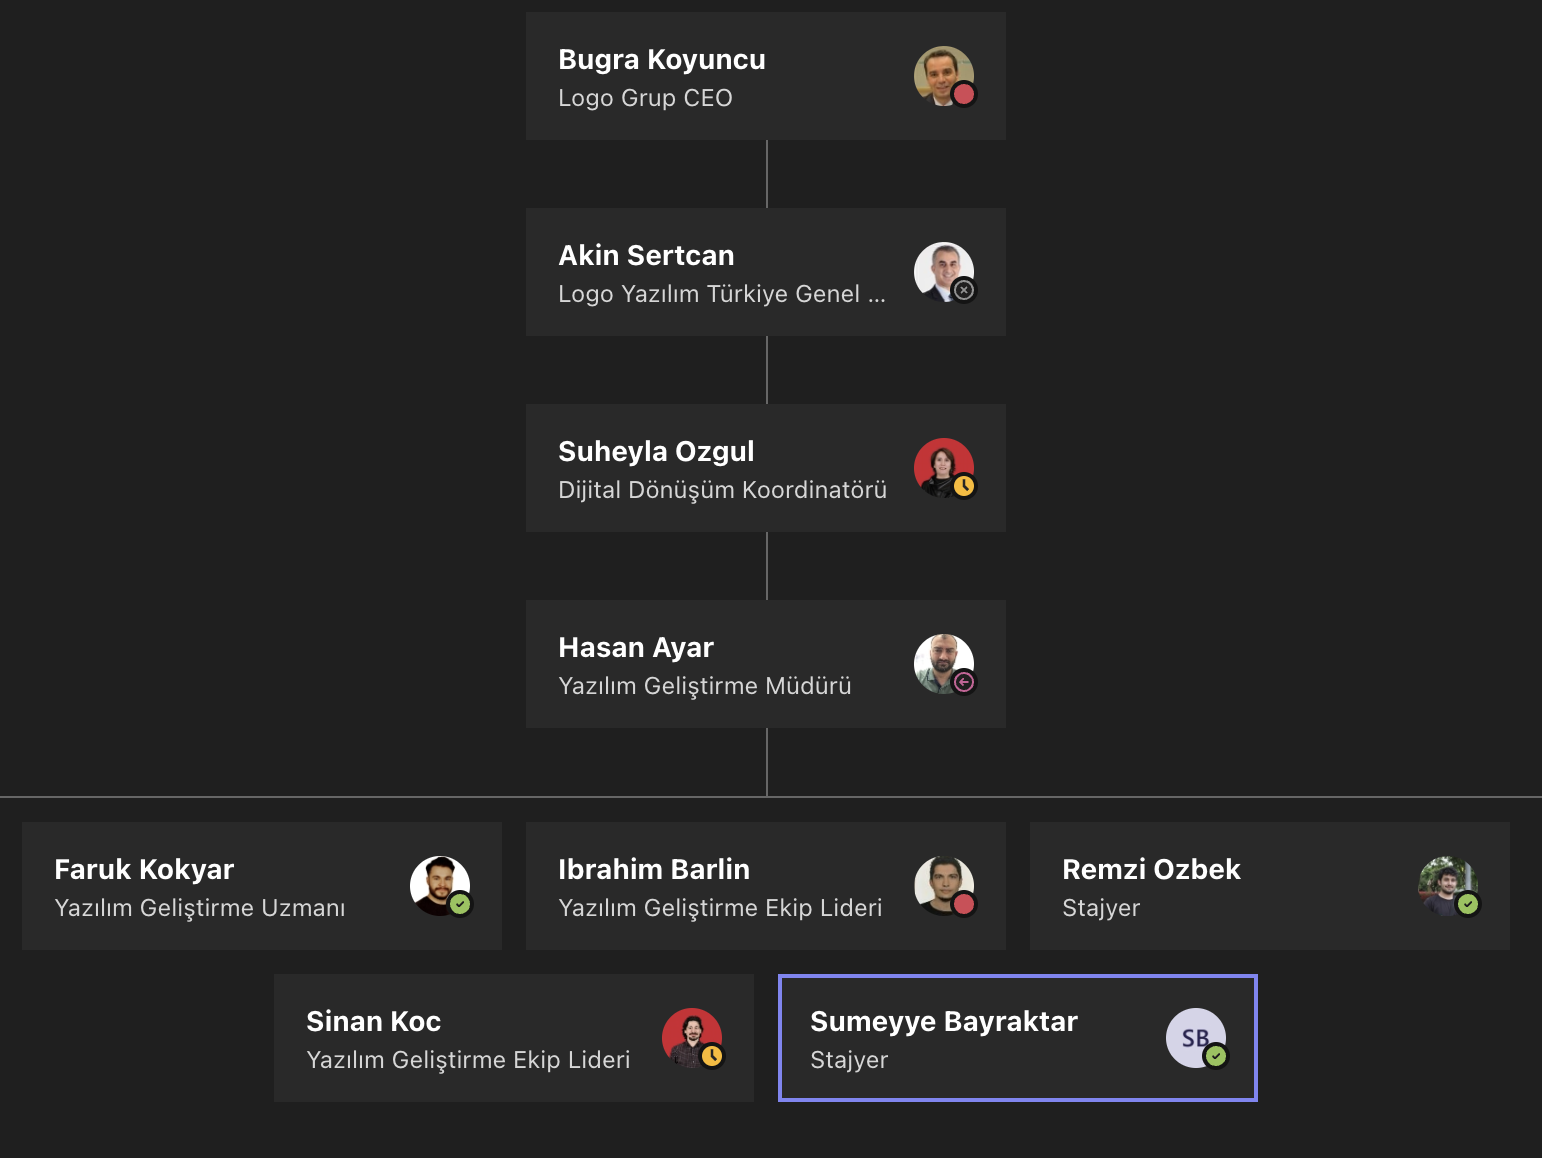 Bugra Koyuncu
Logo Grup CEO
Akin Sertcan
Logo Yazılım Türkiye Genel ...
Suheyla Ozgul
Dijital Dönüşüm Koordinatörü
Hasan Ayar
Yazılım Geliştirme Müdürü
Faruk Kokyar
Yazılım Geliştirme Uzmanı
Ibrahim Barlin
Yazılım Geliştirme Ekip Lideri
Remzi Ozbek
Stajyer
Sinan Koc
Yazılım Geliştirme Ekip Lideri
Sumeyye Bayraktar
Stajyer
SB